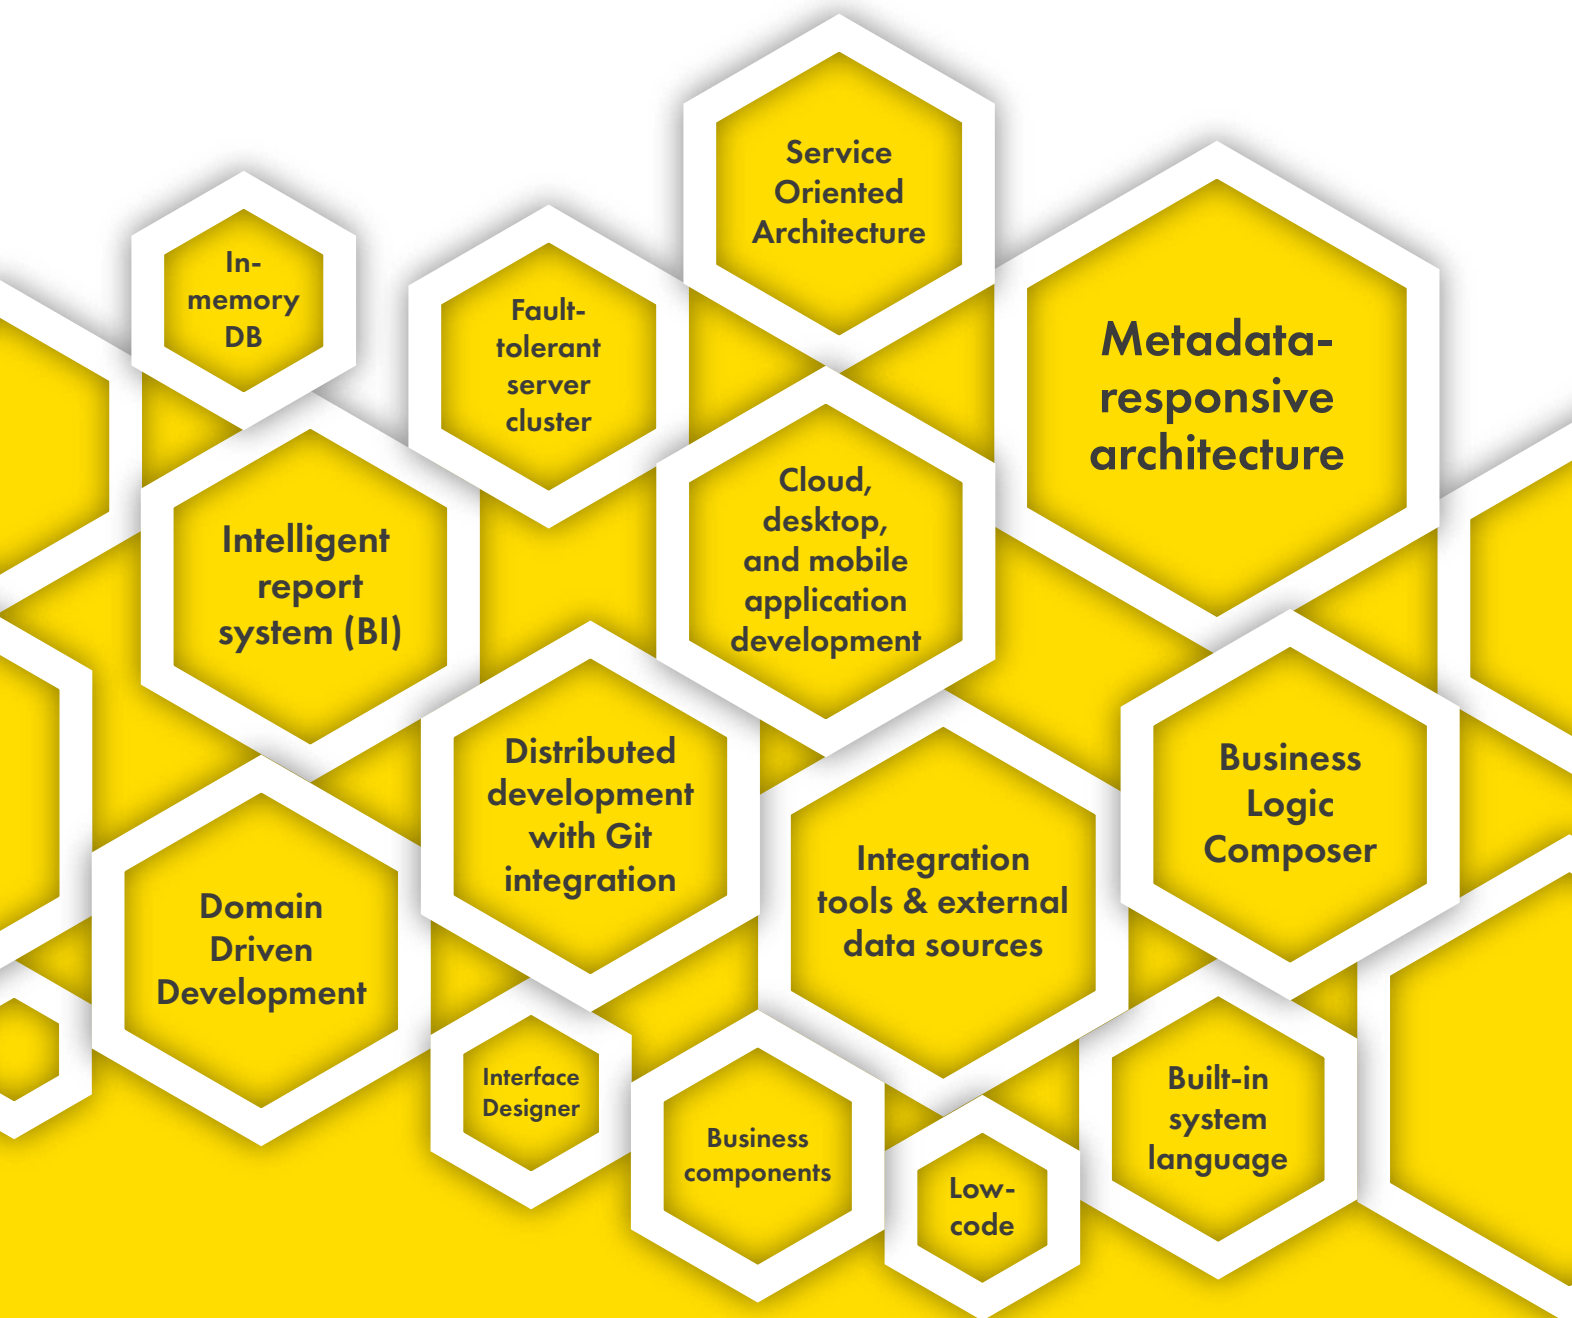 Service
Oriented
Architecture
In-
memory
DB
Fault-
tolerant
server
cluster
Metadata-
responsive
architecture
Cloud,
desktop,
and mobile
application
development
Intelligent
report
system (BI)
Distributed
development
with Git
integration
Business
Logic
Composer
Integration
tools & external
data sources
Domain
Driven
Development
Interface
Designer
Business
components
Low-
code
Built-in
system
language